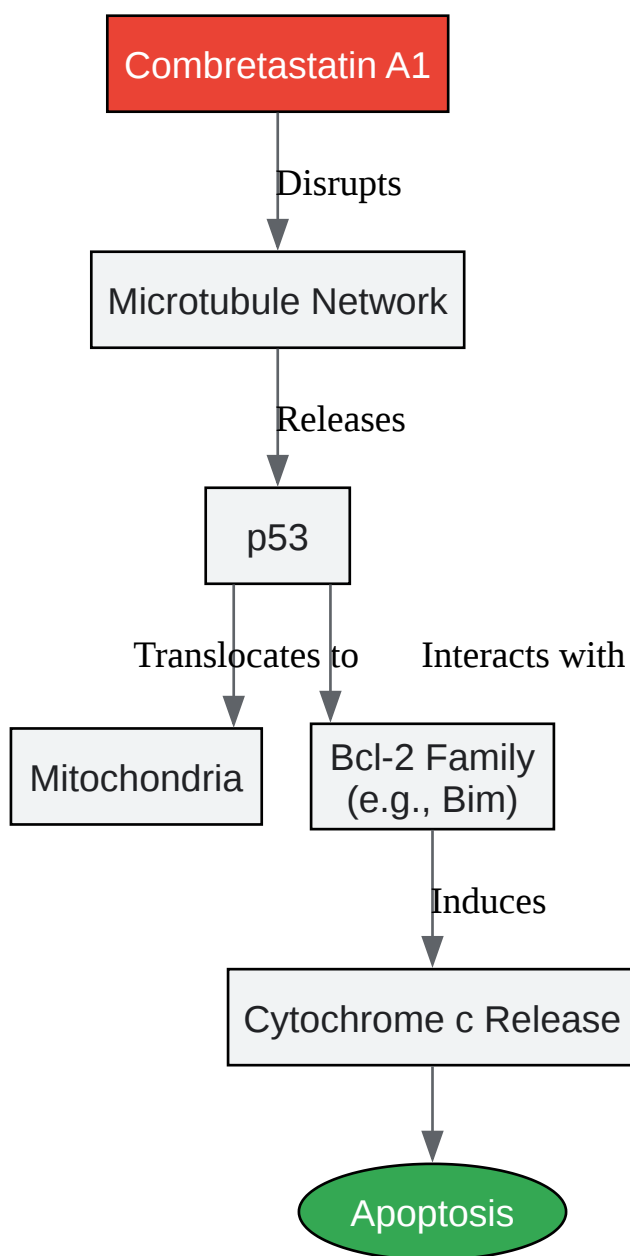 Combretastatin A1
Disrupts
Microtubule Network
Releases
p53
Translocates to
Interacts with
Mitochondria
Bcl-2 Family
(e.g., Bim)
Induces
Cytochrome c Release
Apoptosis